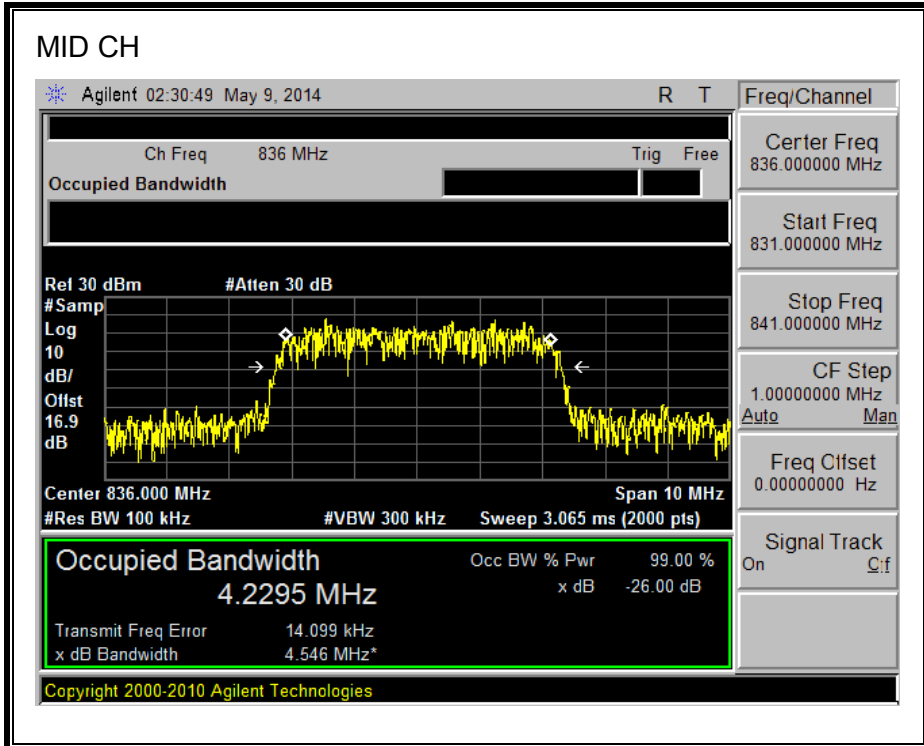 MID CH
Agilent 02:30:49 May 9, 2014 R T
Freq/Channel
Ch Freq 836 MHz Trig Free
Occupied Bandwidth
Center Freq
836.000000 MHz
Start Freq
831.000000 MHz
Stop Freq
841.000000 MHz
CF Step
1.00000000 MHz
Auto Man
Freq Offset
0.00000000 Hz
Signal Track
On Off
Ref 30 dBm #Atten 30 dB
#Samp
Log
10
dB/
Offst
16.9
dB
Center 836.000 MHz Span 10 MHz
#Res BW 100 kHz #VBW 300 kHz Sweep 3.065 ms (2000 pts)
Occupied Bandwidth
4.2295 MHz
Occ BW % Pwr 99.00 %
x dB -26.00 dB
Transmit Freq Error 14.099 kHz
x dB Bandwidth 4.546 MHz*
Copyright 2000-2010 Agilent Technologies